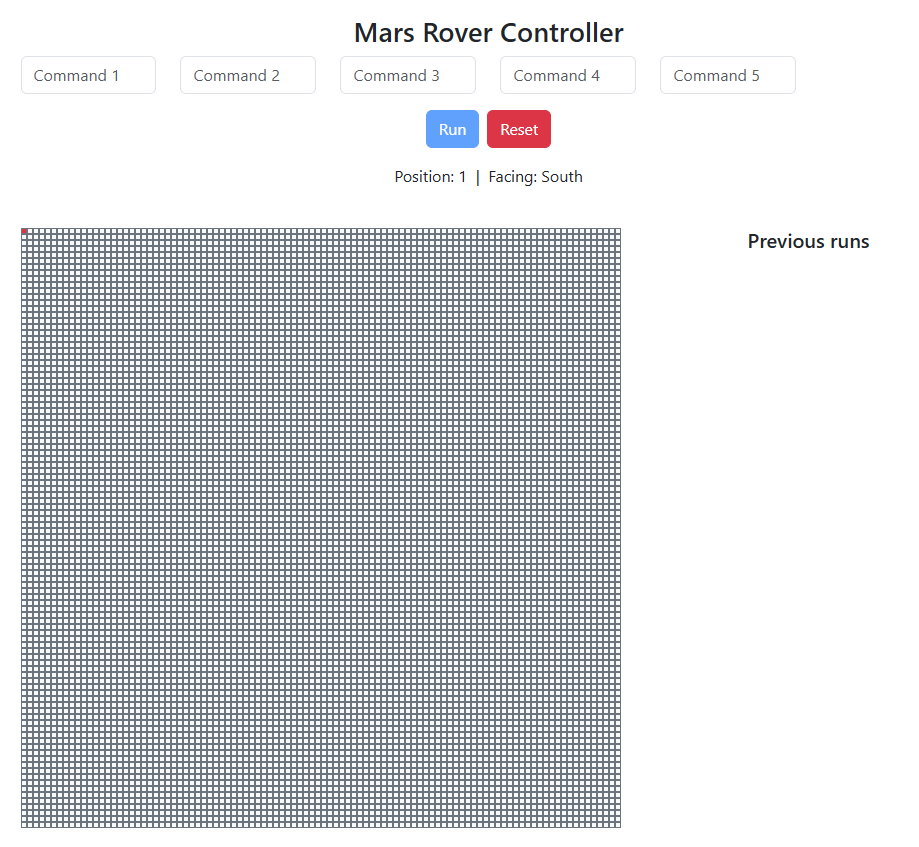 Mars Rover Controller
Command 1 Command 2 Command 3 Command 4 Command 5
Run Reset
Position: 1 | Facing: South
Previous runs